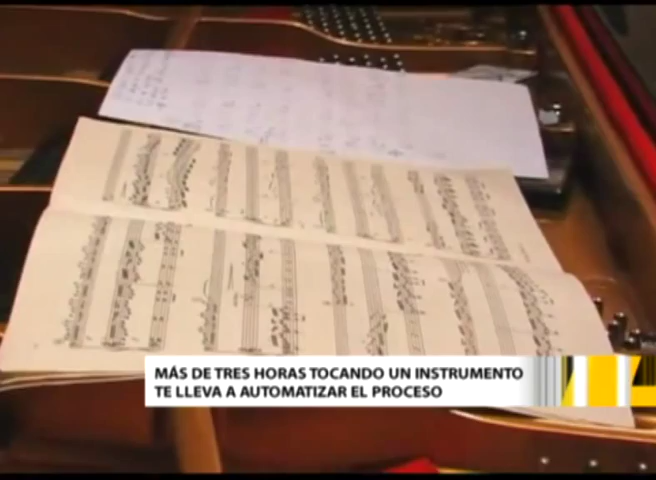 MÁS DE TRES HORAS TOCANDO UN INSTRUMENTO
TE LLEVA A AUTOMATIZAR EL PROCESO